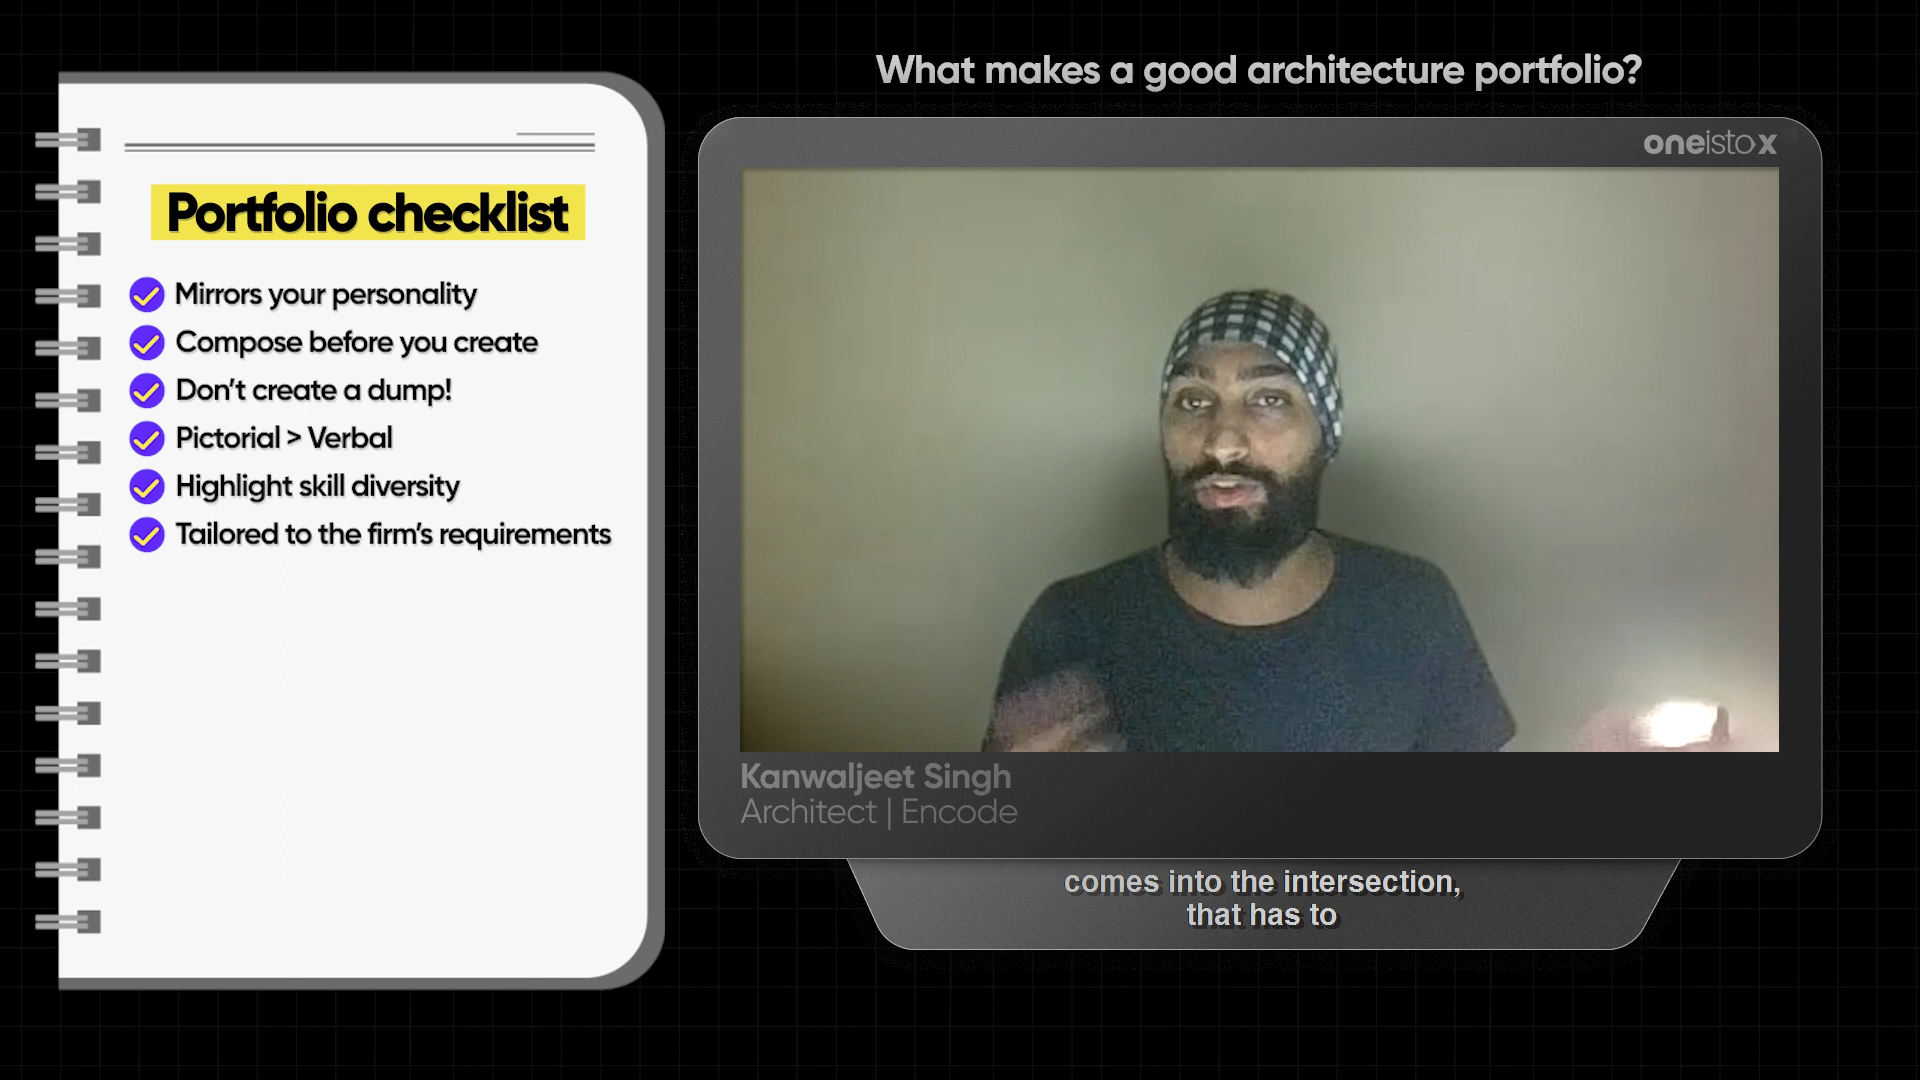 What makes a good architecture portfolio?
oneistox
Portfolio checklist
Mirrors your personality
Compose before you create
Don’t create a dump!
Pictorial > Verbal
Highlight skill diversity
Tailored to the firm’s requirements
Kanwaljeet Singh
Architect | Encode
comes into the intersection,
that has to